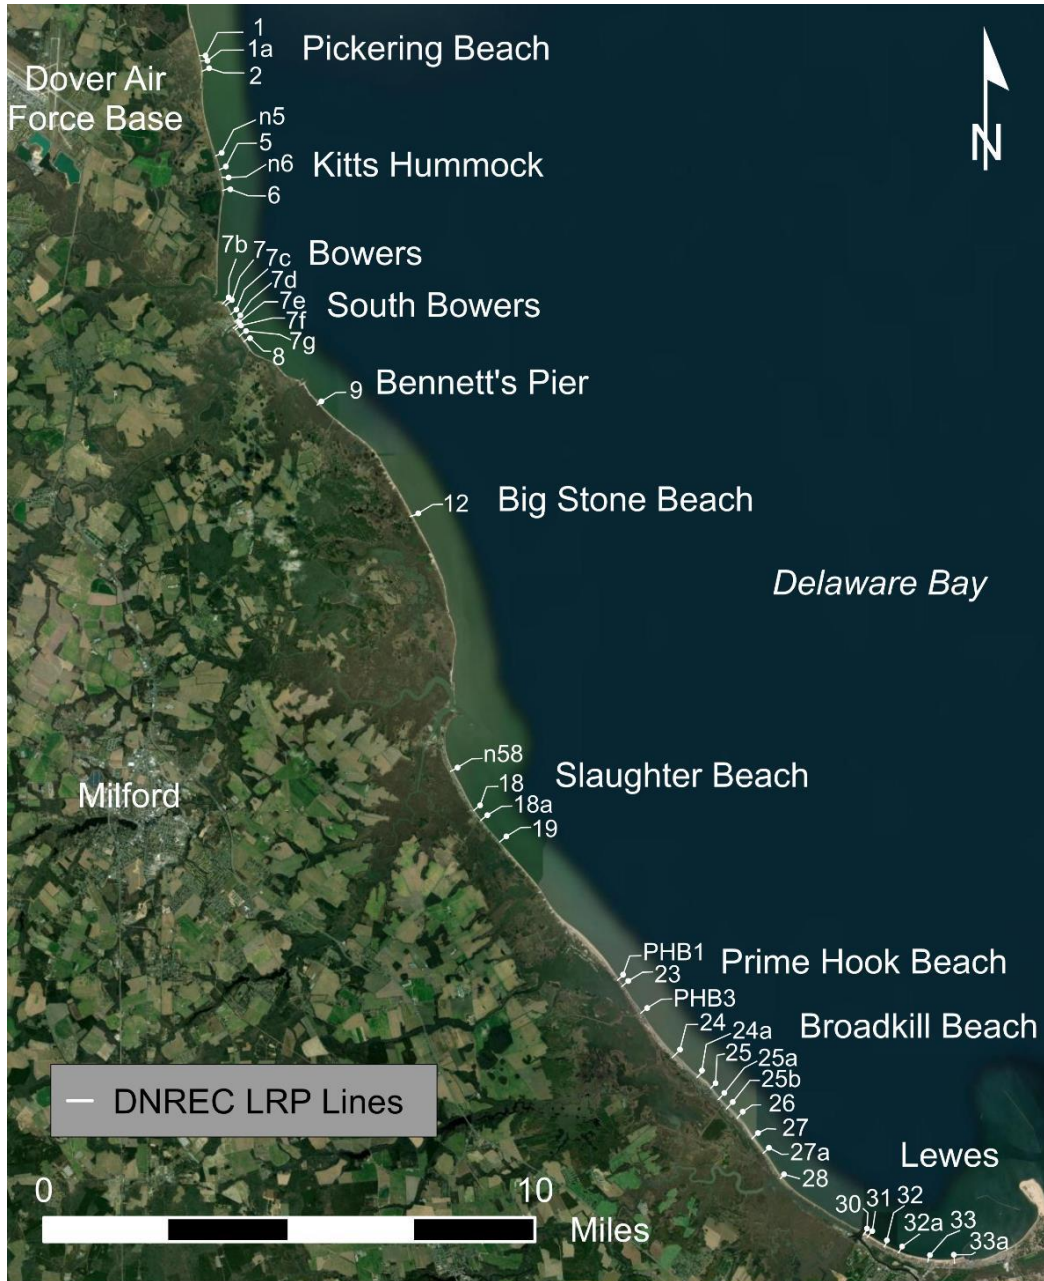 1
1a
Pickering Beach
2
Dover Air
Force Base
n5
5
n6
Kitts Hummock
6
7b
7
7c
Bowers
7d
7e
South Bowers
7f
7g
8
9
Bennett's Pier
12
Big Stone Beach
Delaware Bay
n58
18
Slaughter Beach
18a
19
Milford
PHB1
Prime Hook Beach
23
PHB3
24
24a
Broadkill Beach
25
25a
25b
26
27
27a
28
DNREC LRP Lines
Lewes
30
31
32
32a
33
33a
0
10
Miles
N